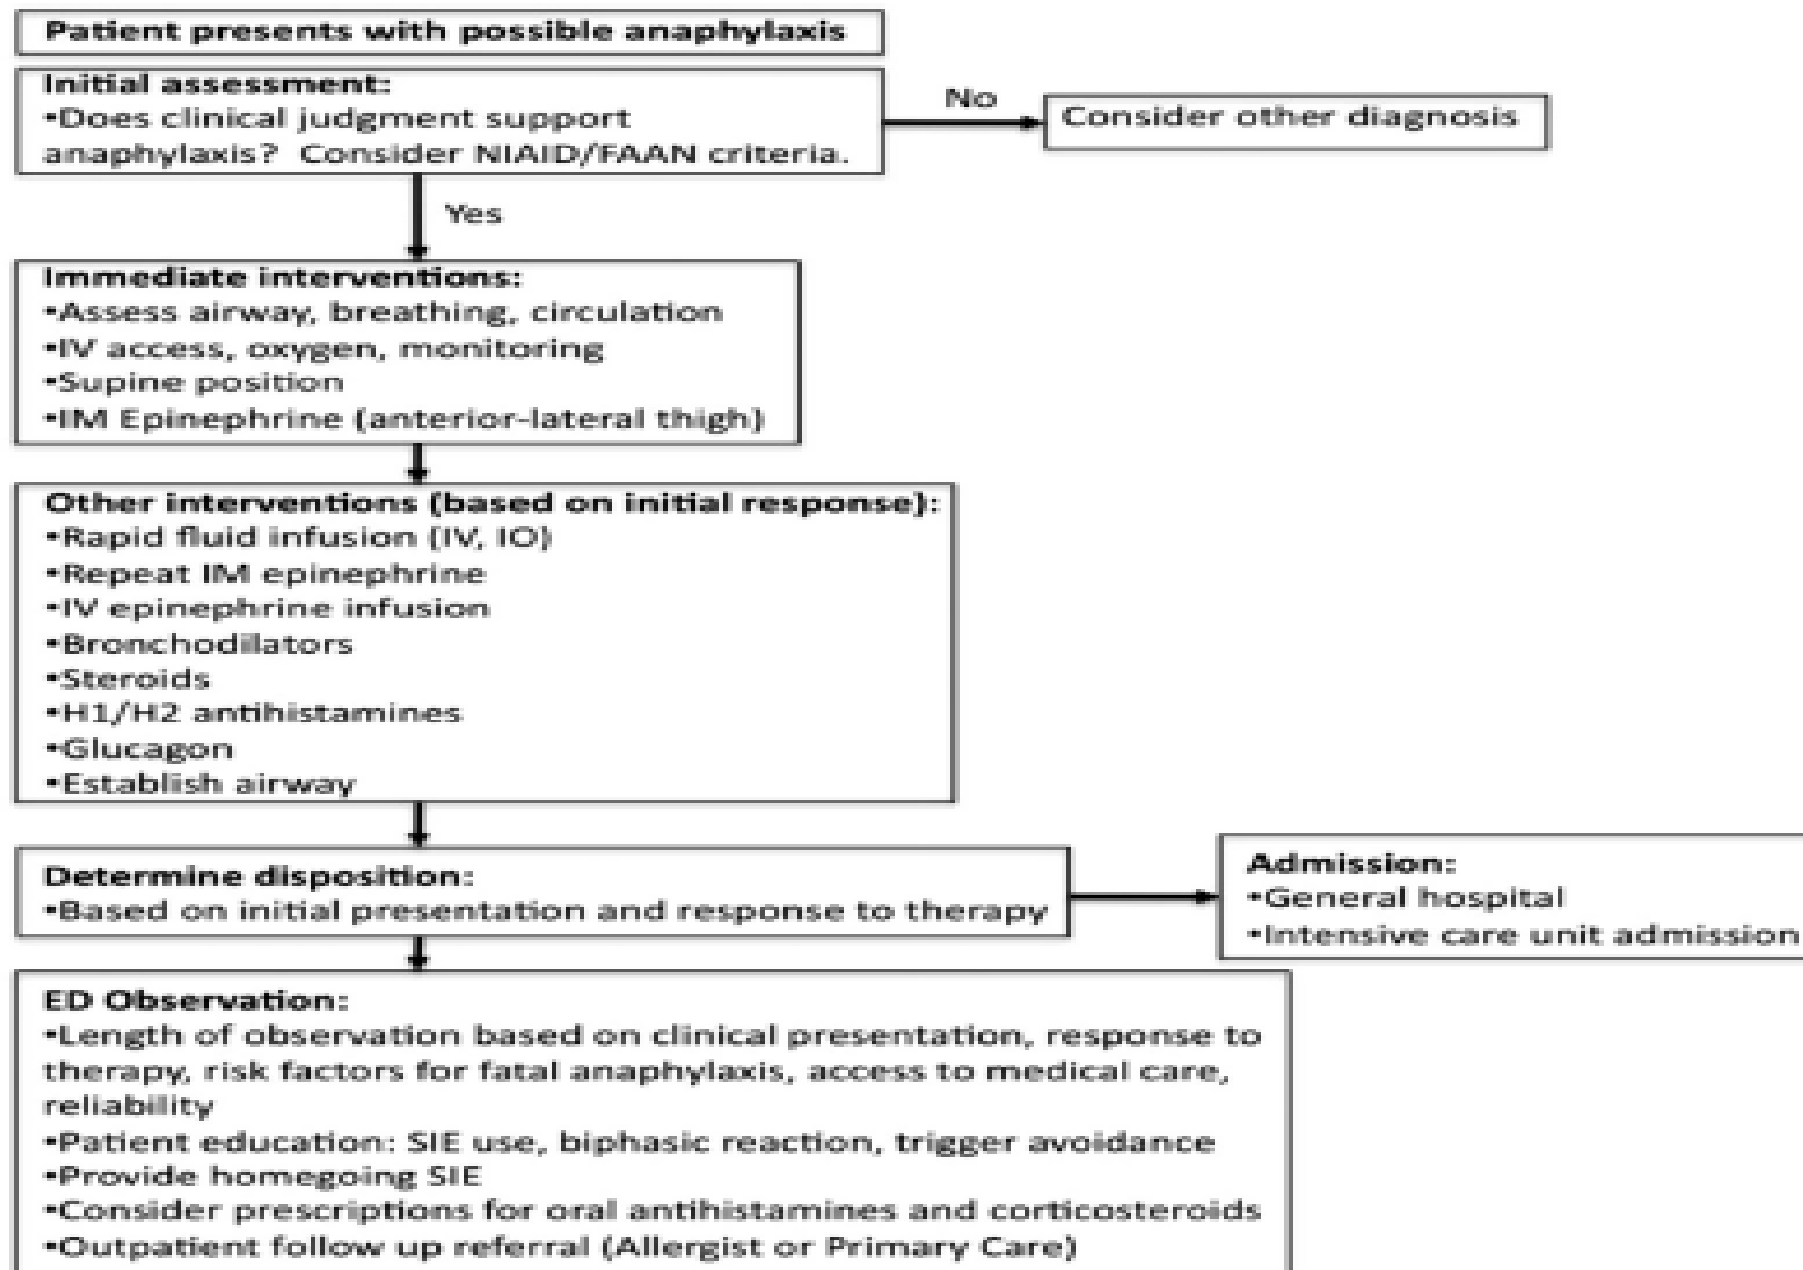 Patient presents with possible anaphylaxis
Initial assessment:
•Does clinical judgment support
anaphylaxis? Consider NIAID/FAAN criteria.
No
Consider other diagnosis
Yes
Immediate interventions:
•Assess airway, breathing, circulation
•IV access, oxygen, monitoring
•Supine position
•IM Epinephrine (anterior-lateral thigh)
Other interventions (based on initial response):
•Rapid fluid infusion (IV, IO)
•Repeat IM epinephrine
•IV epinephrine infusion
•Bronchodilators
•Steroids
•H1/H2 antihistamines
•Glucagon
•Establish airway
Determine disposition:
•Based on initial presentation and response to therapy
Admission:
•General hospital
•Intensive care unit admission
ED Observation:
•Length of observation based on clinical presentation, response to
therapy, risk factors for fatal anaphylaxis, access to medical care,
reliability
•Patient education: SIE use, biphasic reaction, trigger avoidance
•Provide homegoing SIE
•Consider prescriptions for oral antihistamines and corticosteroids
•Outpatient follow up referral (Allergist or Primary Care)